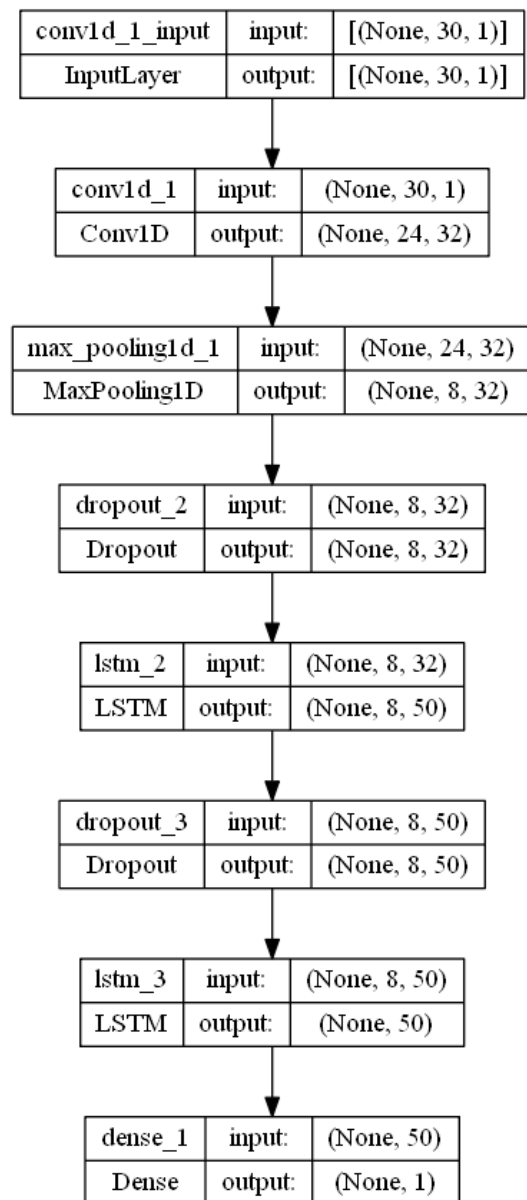 conv1d_1_input input: [(None, 30, 1)]
InputLayer output: [(None, 30, 1)]
conv1d_1 input: (None, 30, 1)
Conv1D output: (None, 24, 32)
max_pooling1d_1 input: (None, 24, 32)
MaxPooling1D output: (None, 8, 32)
dropout_2 input: (None, 8, 32)
Dropout output: (None, 8, 32)
lstm_2 input: (None, 8, 32)
LSTM output: (None, 8, 50)
dropout_3 input: (None, 8, 50)
Dropout output: (None, 8, 50)
lstm_3 input: (None, 8, 50)
LSTM output: (None, 50)
dense_1 input: (None, 50)
Dense output: (None, 1)